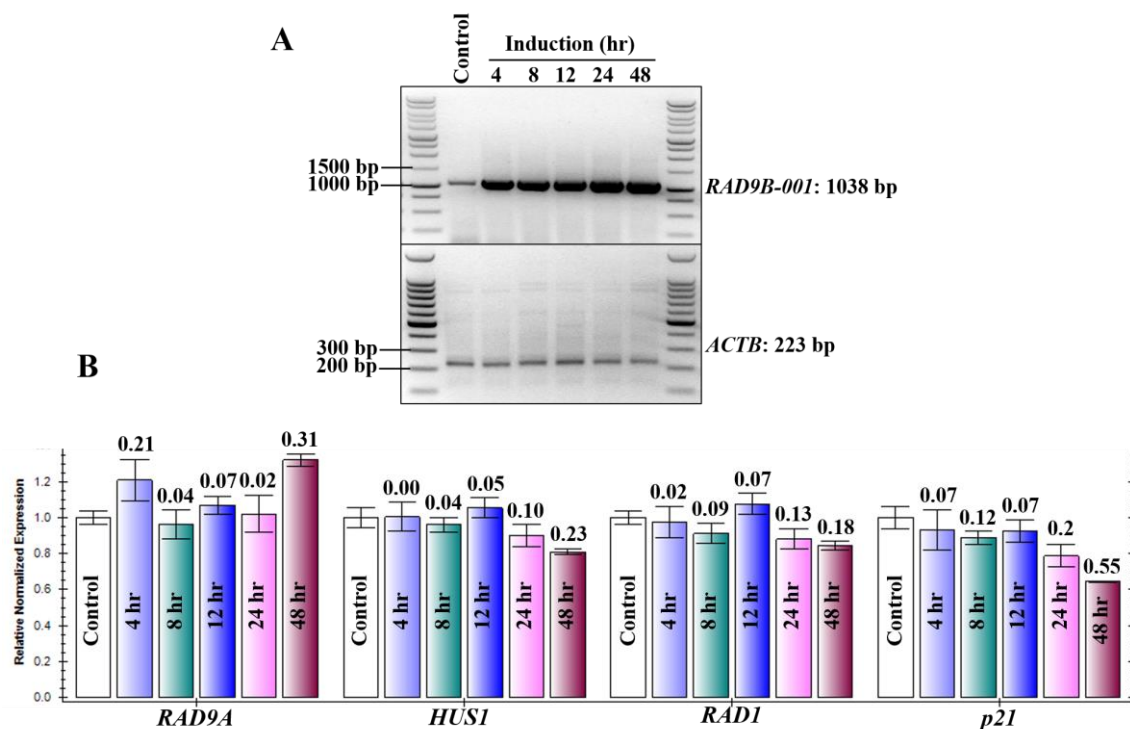 A
Control
Induction (hr)
4 8 12 24 48
1500 bp
1000 bp
RAD9B-001: 1038 bp
300 bp
200 bp
ACTB: 223 bp
B
Relative Normalized Expression
1.2
1.0
0.8
0.6
0.4
0.2
0.0
0.21 0.04 0.07 0.02 0.31
Control 4 hr 8 hr 12 hr 24 hr 48 hr
RAD9A
0.00 0.04 0.05 0.10 0.23
Control 4 hr 8 hr 12 hr 24 hr 48 hr
HUS1
0.02 0.09 0.07 0.13 0.18
Control 4 hr 8 hr 12 hr 24 hr 48 hr
RAD1
0.07 0.12 0.07 0.2 0.55
Control 4 hr 8 hr 12 hr 24 hr 48 hr
p21